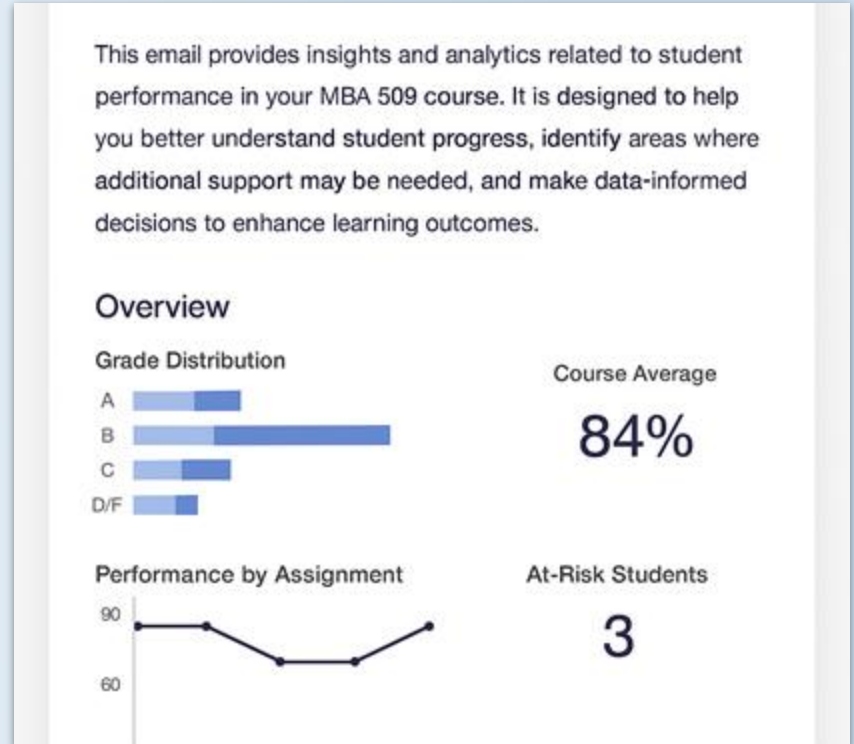 This email provides insights and analytics related to student
performance in your MBA 509 course. It is designed to help
you better understand student progress, identify areas where
additional support may be needed, and make data-informed
decisions to enhance learning outcomes.
Overview
Grade Distribution
A
B
C
D/F
Course Average
84%
Performance by Assignment
90
60
At-Risk Students
3